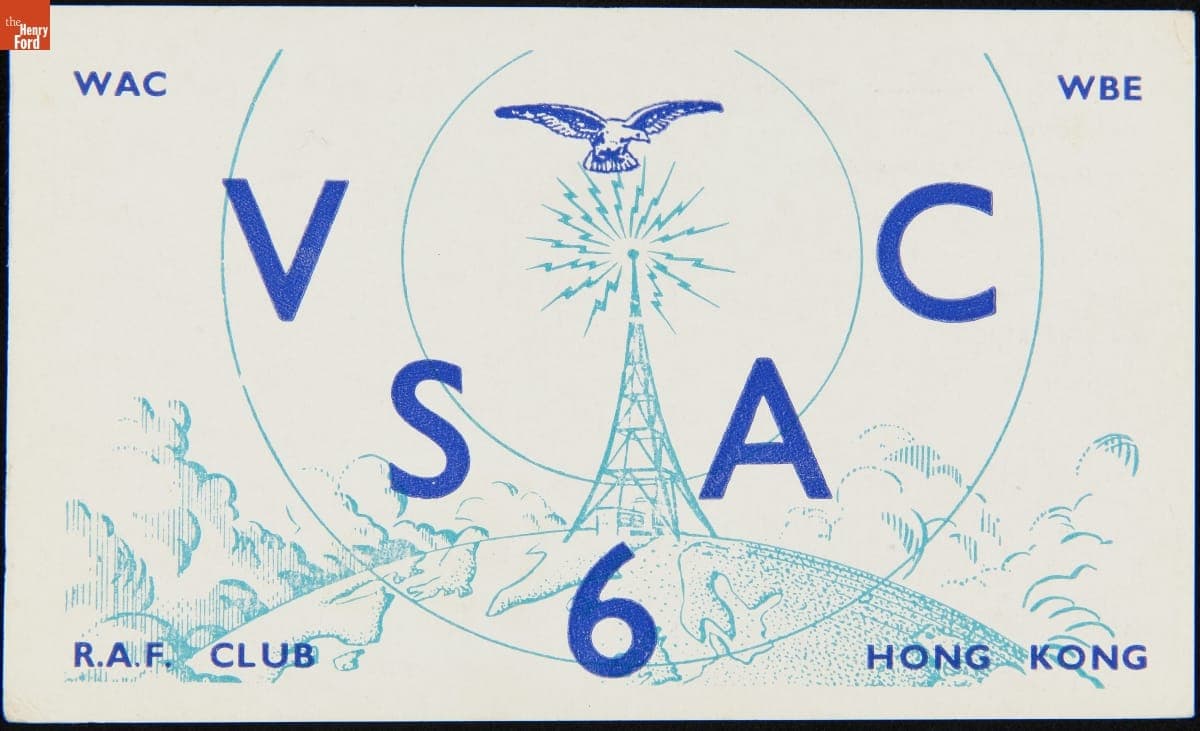 the
Henry
Ford
WAC
WBE
V
S
6
A
C
R.A.F. CLUB
HONG KONG